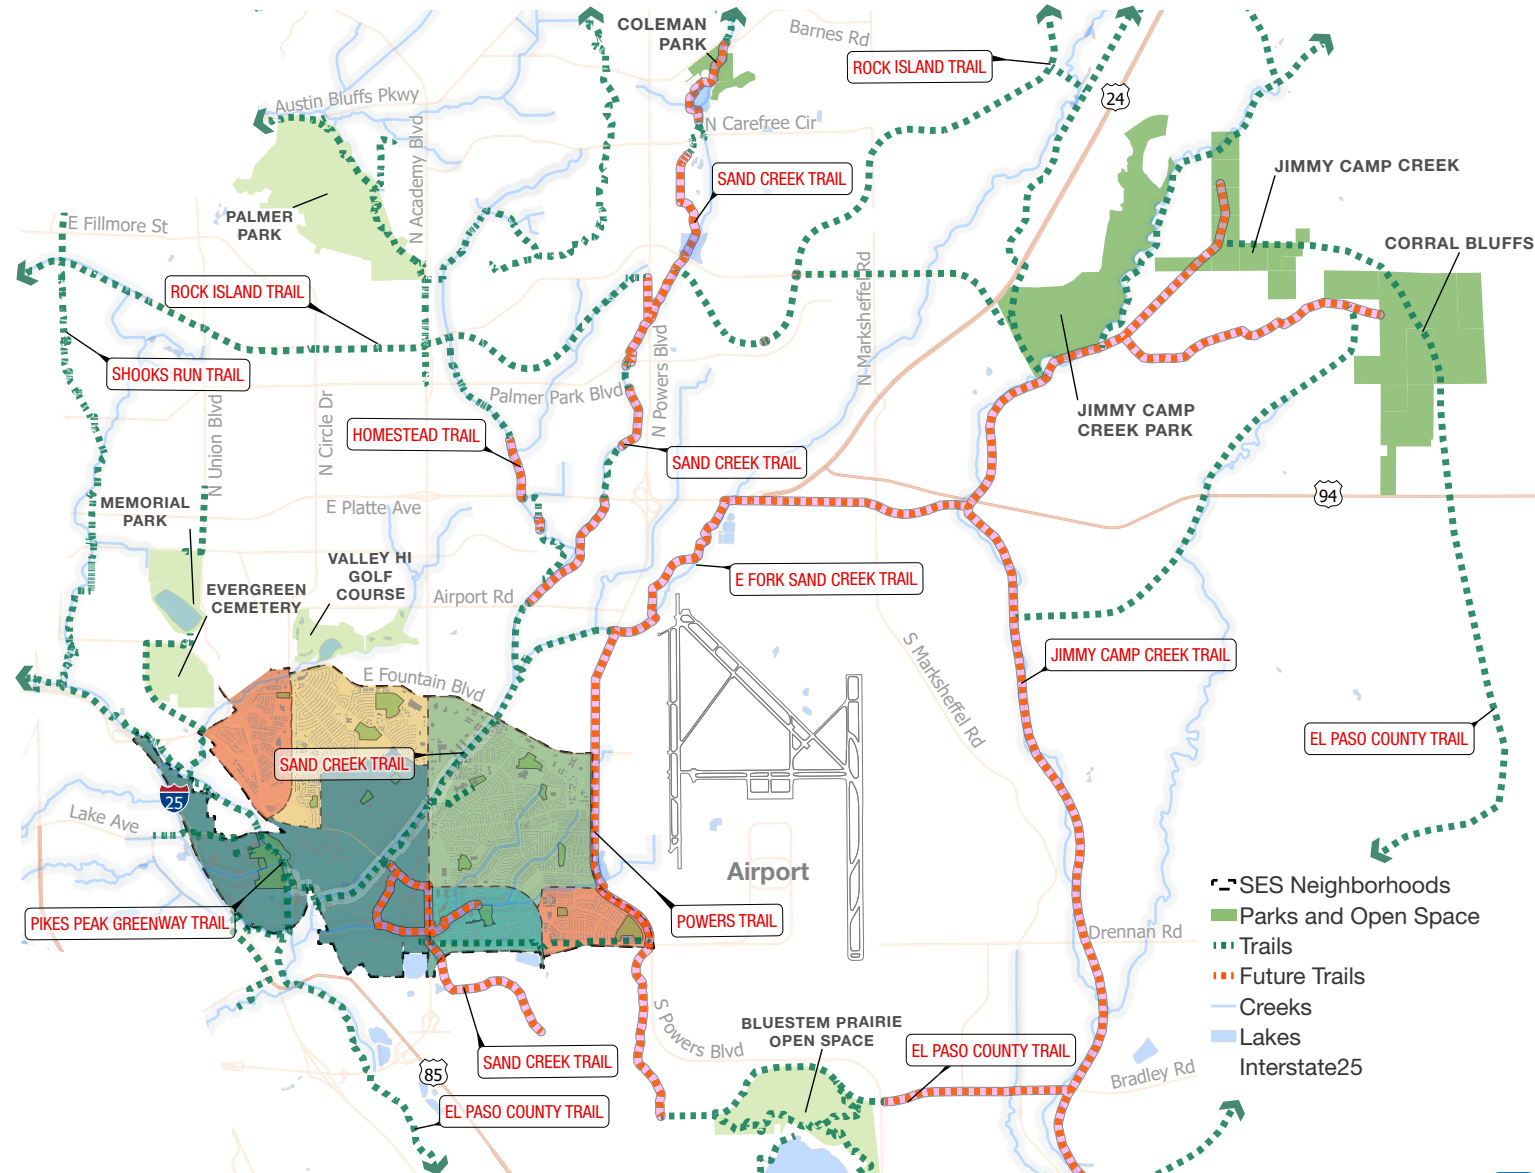 COLEMAN
PARK
Barnes Rd
ROCK ISLAND TRAIL
24
Austin Bluffs Pkwy
N Academy Blvd
N Carefree Cir
SAND CREEK TRAIL
JIMMY CAMP CREEK
PALMER
PARK
E Fillmore St
CORRAL BLUFFS
ROCK ISLAND TRAIL
N Marksheffel Rd
SHOOKS RUN TRAIL
N Powers Blvd
Palmer Park Blvd
N Union Blvd
N Circle Dr
JIMMY CAMP
CREEK PARK
HOMESTEAD TRAIL
SAND CREEK TRAIL
94
MEMORIAL
PARK
E Platte Ave
VALLEY HI
GOLF
COURSE
EVERGREEN
CEMETERY
E FORK SAND CREEK TRAIL
Airport Rd
S Marksheffel Rd
JIMMY CAMP CREEK TRAIL
E Fountain Blvd
EL PASO COUNTY TRAIL
SAND CREEK TRAIL
25
Lake Ave
Airport
SES Neighborhoods
Parks and Open Space
Trails
Future Trails
Creeks
Lakes
Interstate25
PIKES PEAK GREENWAY TRAIL
POWERS TRAIL
Drennan Rd
S Powers Blvd
BLUESTEM PRAIRIE
OPEN SPACE
EL PASO COUNTY TRAIL
SAND CREEK TRAIL
85
Bradley Rd
EL PASO COUNTY TRAIL